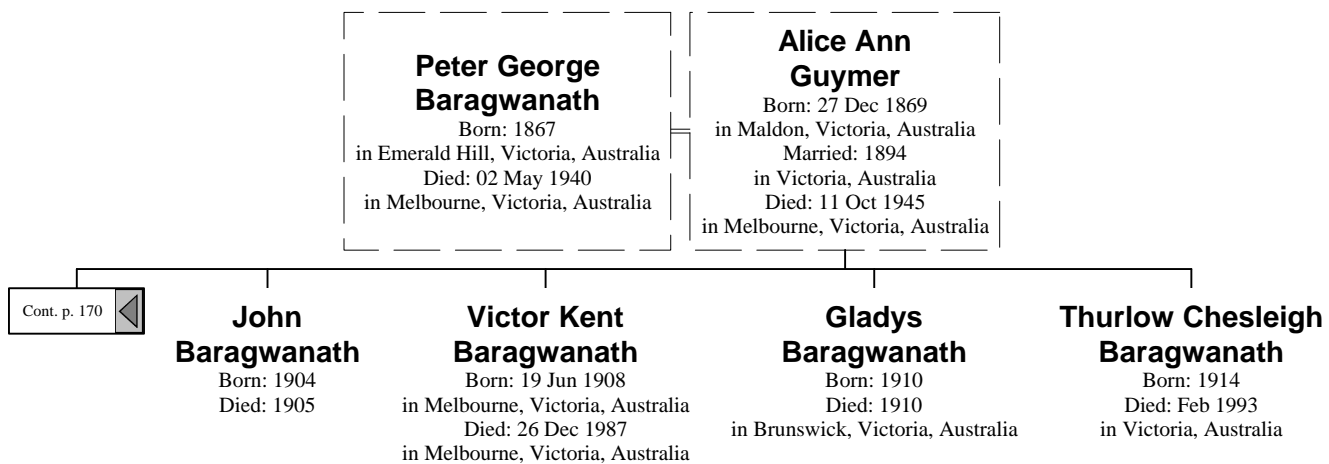 Peter George
Baragwanath
Born: 1867
in Emerald Hill, Victoria, Australia
Died: 02 May 1940
in Melbourne, Victoria, Australia
Alice Ann
Guymer
Born: 27 Dec 1869
in Maldon, Victoria, Australia
Married: 1894
in Victoria, Australia
Died: 11 Oct 1945
in Melbourne, Victoria, Australia
Cont. p. 170
John
Baragwanath
Born: 1904
Died: 1905
Victor Kent
Baragwanath
Born: 19 Jun 1908
in Melbourne, Victoria, Australia
Died: 26 Dec 1987
in Melbourne, Victoria, Australia
Gladys
Baragwanath
Born: 1910
Died: 1910
in Brunswick, Victoria, Australia
Thurlow Chesleigh
Baragwanath
Born: 1914
Died: Feb 1993
in Victoria, Australia